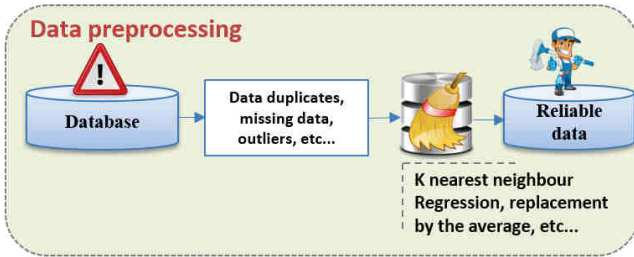 Data preprocessing
!
Database
Data duplicates,
missing data,
outliers, etc...
Reliable
data
K nearest neighbour
Regression, replacement
by the average, etc...